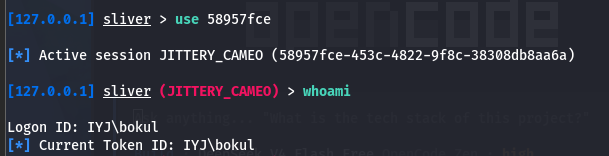 [127.0.0.1] sliver > use 58957fce
[*] Active session JITTERY_CAMEO (58957fce-453c-4822-9f8c-38308db8aa6a)
[127.0.0.1] sliver (JITTERY_CAMEO) > whoami
Logon ID: IYJ\bokul
[*] Current Token ID: IYJ\bokul